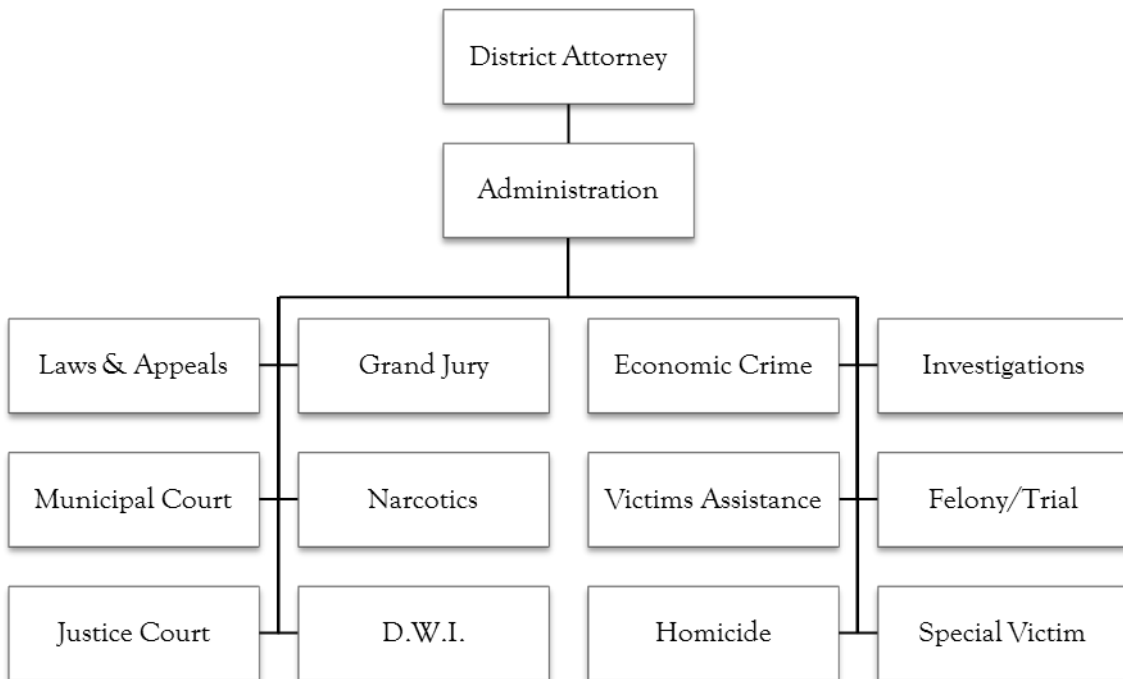 District Attorney
Administration
Laws & Appeals
Grand Jury
Economic Crime
Investigations
Municipal Court
Narcotics
Victims Assistance
Felony/Trial
Justice Court
D.W.I.
Homicide
Special Victim